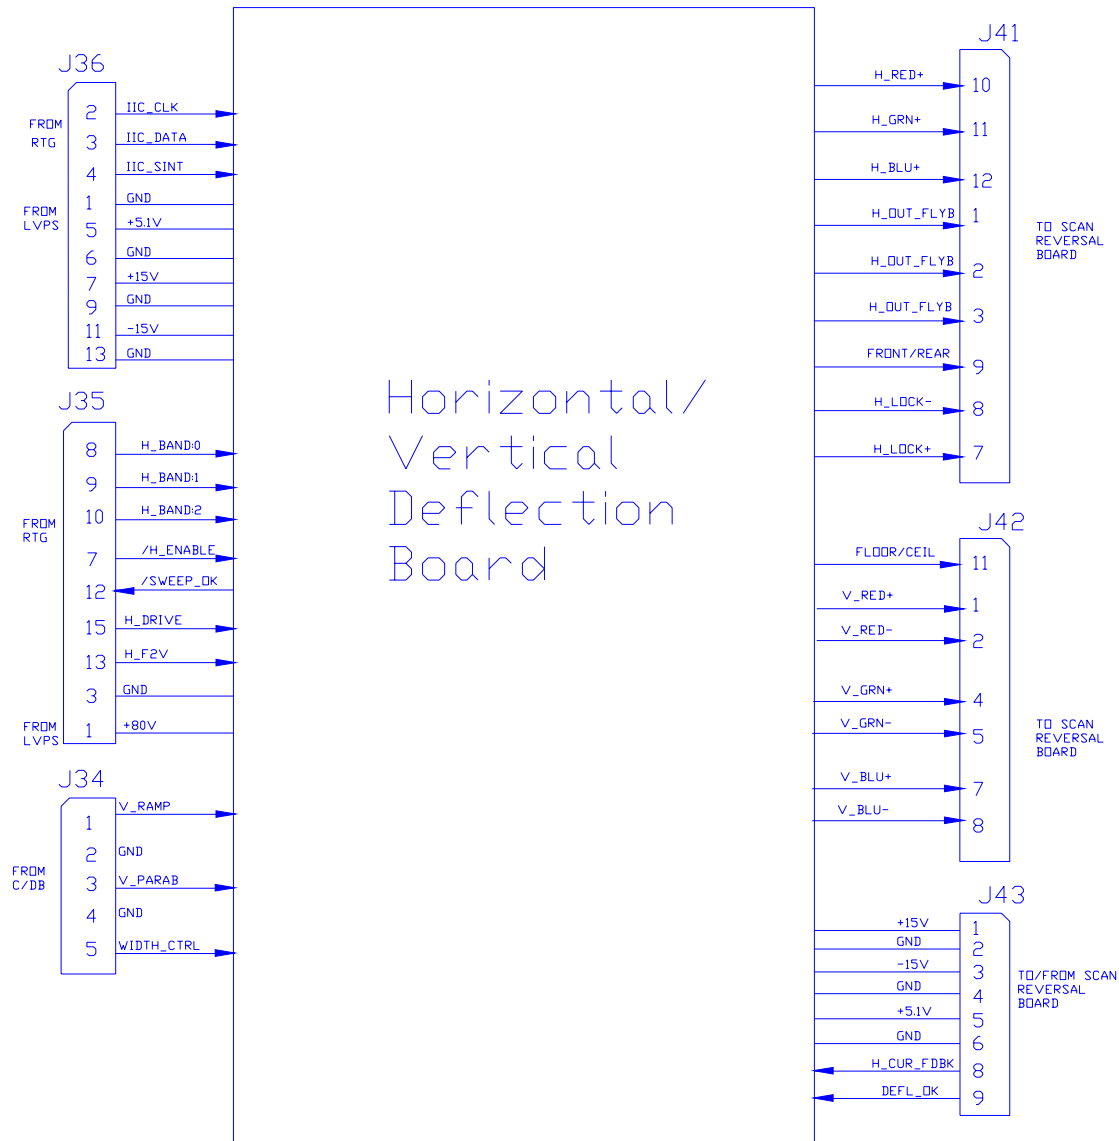 J36
FROM
RTG
2 IIC_CLK
3 IIC_DATA
4 IIC_SINT
FROM
LVPS
1 GND
5 +5.1V
6 GND
7 +15V
9 GND
11 -15V
13 GND
J35
FROM
RTG
8 H_BAND:0
9 H_BAND:1
10 H_BAND:2
7 /H_ENABLE
12 /SWEEP_OK
15 H_DRIVE
13 H_F2V
3 GND
FROM
LVPS
1 +80V
J34
FROM
C/DB
1 V_RAMP
2 GND
3 V_PARAB
4 GND
5 WIDTH_CTRL
Horizontal/
Vertical
Deflection
Board
J41
H_RED+ 10
H_GRN+ 11
H_BLU+ 12
H_OUT_FLYB 1
H_OUT_FLYB 2
H_OUT_FLYB 3
FRONT/REAR 9
H_LOCK- 8
H_LOCK+ 7
TO SCAN
REVERSAL
BOARD
J42
FLOOR/CEIL 11
V_RED+ 1
V_RED- 2
V_GRN+ 4
V_GRN- 5
V_BLU+ 7
V_BLU- 8
TO SCAN
REVERSAL
BOARD
J43
+15V 1
GND 2
-15V 3
GND 4
+5.1V 5
GND 6
H_CUR_FDBK 8
DEFL_OK 9
TO/FROM SCAN
REVERSAL
BOARD